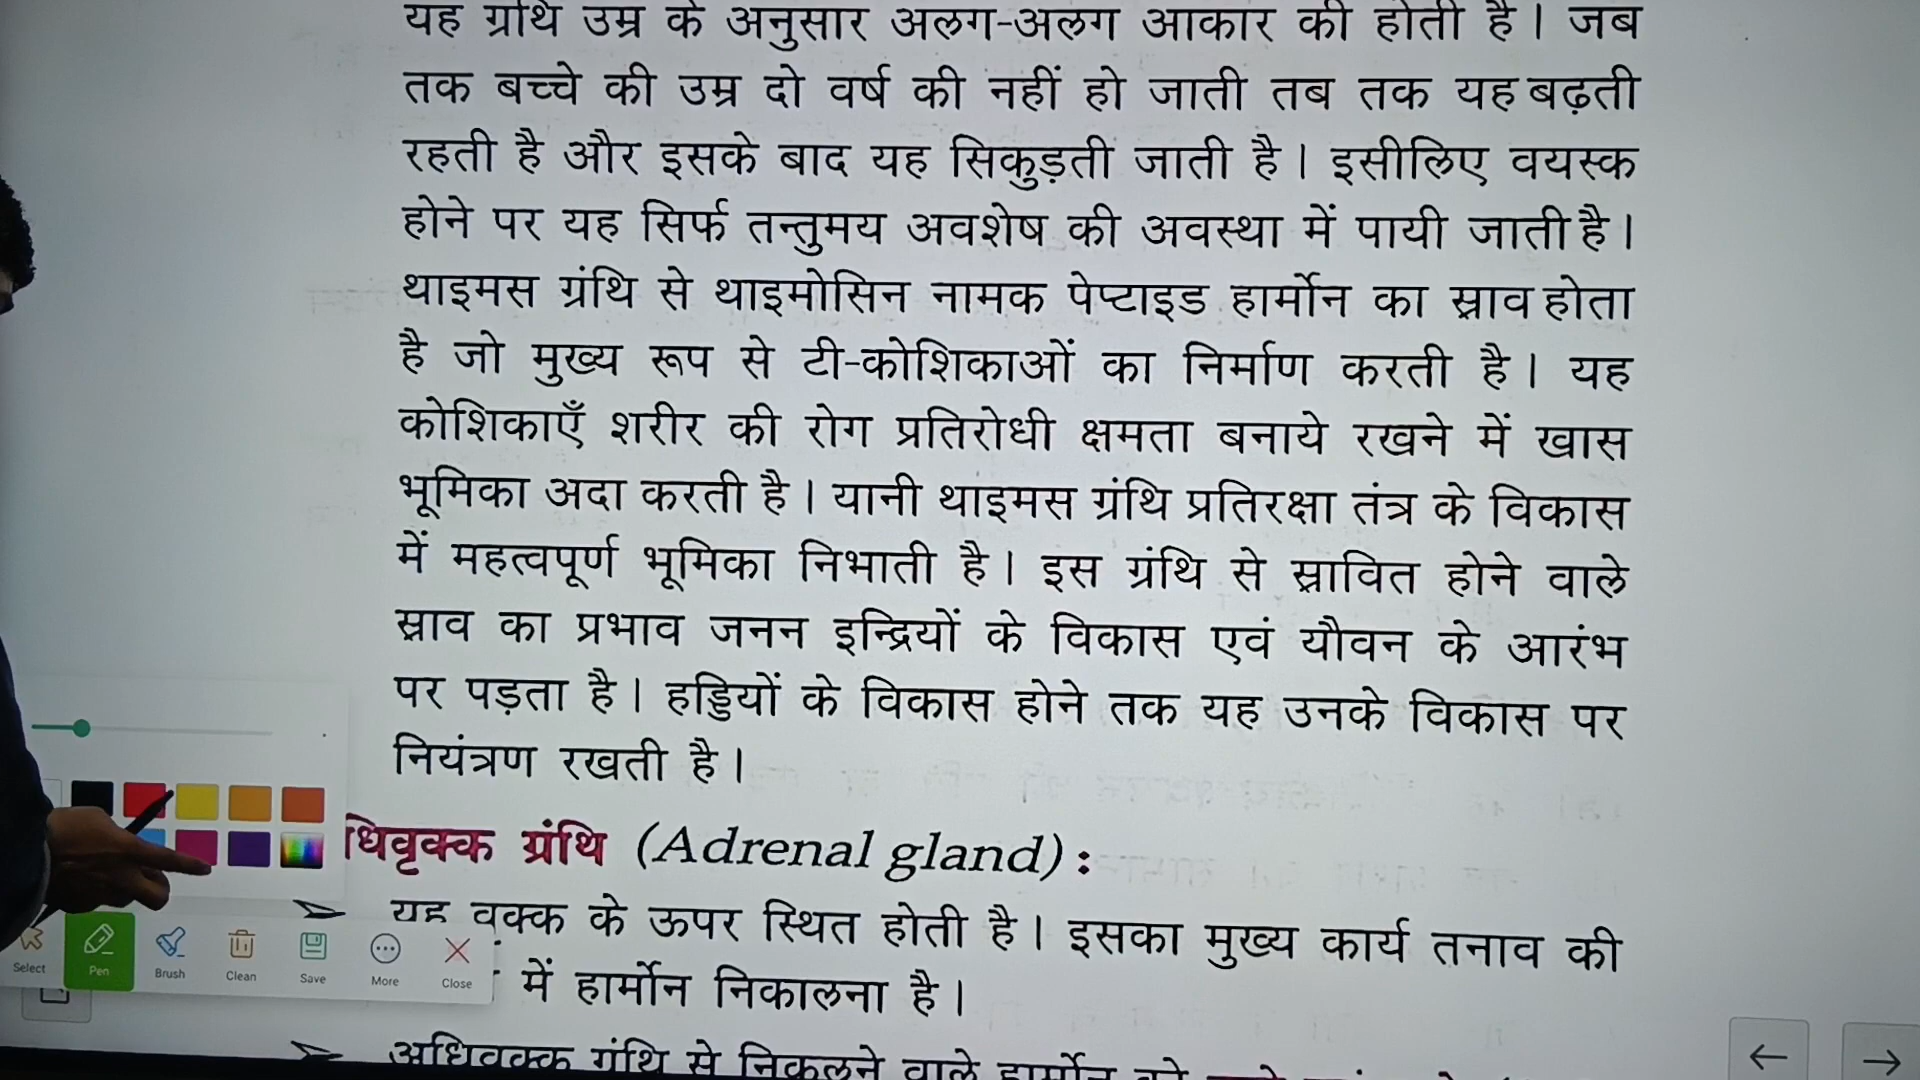 यह ग्रंथि उम्र के अनुसार अलग-अलग आकार की होती है। जब
तक बच्चे की उम्र दो वर्ष की नहीं हो जाती तब तक यह बढ़ती
रहती है और इसके बाद यह सिकुड़ती जाती है। इसीलिए वयस्क
होने पर यह सिर्फ तन्तुमय अवशेष की अवस्था में पायी जाती है।
थाइमस ग्रंथि से थाइमोसिन नामक पेप्टाइड हार्मोन का स्राव होता
है जो मुख्य रूप से टी-कोशिकाओं का निर्माण करती है। यह
कोशिकाएँ शरीर की रोग प्रतिरोधी क्षमता बनाये रखने में खास
भूमिका अदा करती है। यानी थाइमस ग्रंथि प्रतिरक्षा तंत्र के विकास
में महत्वपूर्ण भूमिका निभाती है। इस ग्रंथि से स्रावित होने वाले
स्राव का प्रभाव जनन इन्द्रियों के विकास एवं यौवन के आरंभ
पर पड़ता है। हड्डियों के विकास होने तक यह उनके विकास पर
नियंत्रण रखती है।
धिवृक्क ग्रंथि (Adrenal gland) :
➢ यह वृक्क के ऊपर स्थित होती है। इसका मुख्य कार्य तनाव की
में हार्मोन निकालना है।
➢ अधिवृक्क ग्रंथि से निकलने वाले हार्मोन को
Select Pen Brush Clean Save More Close